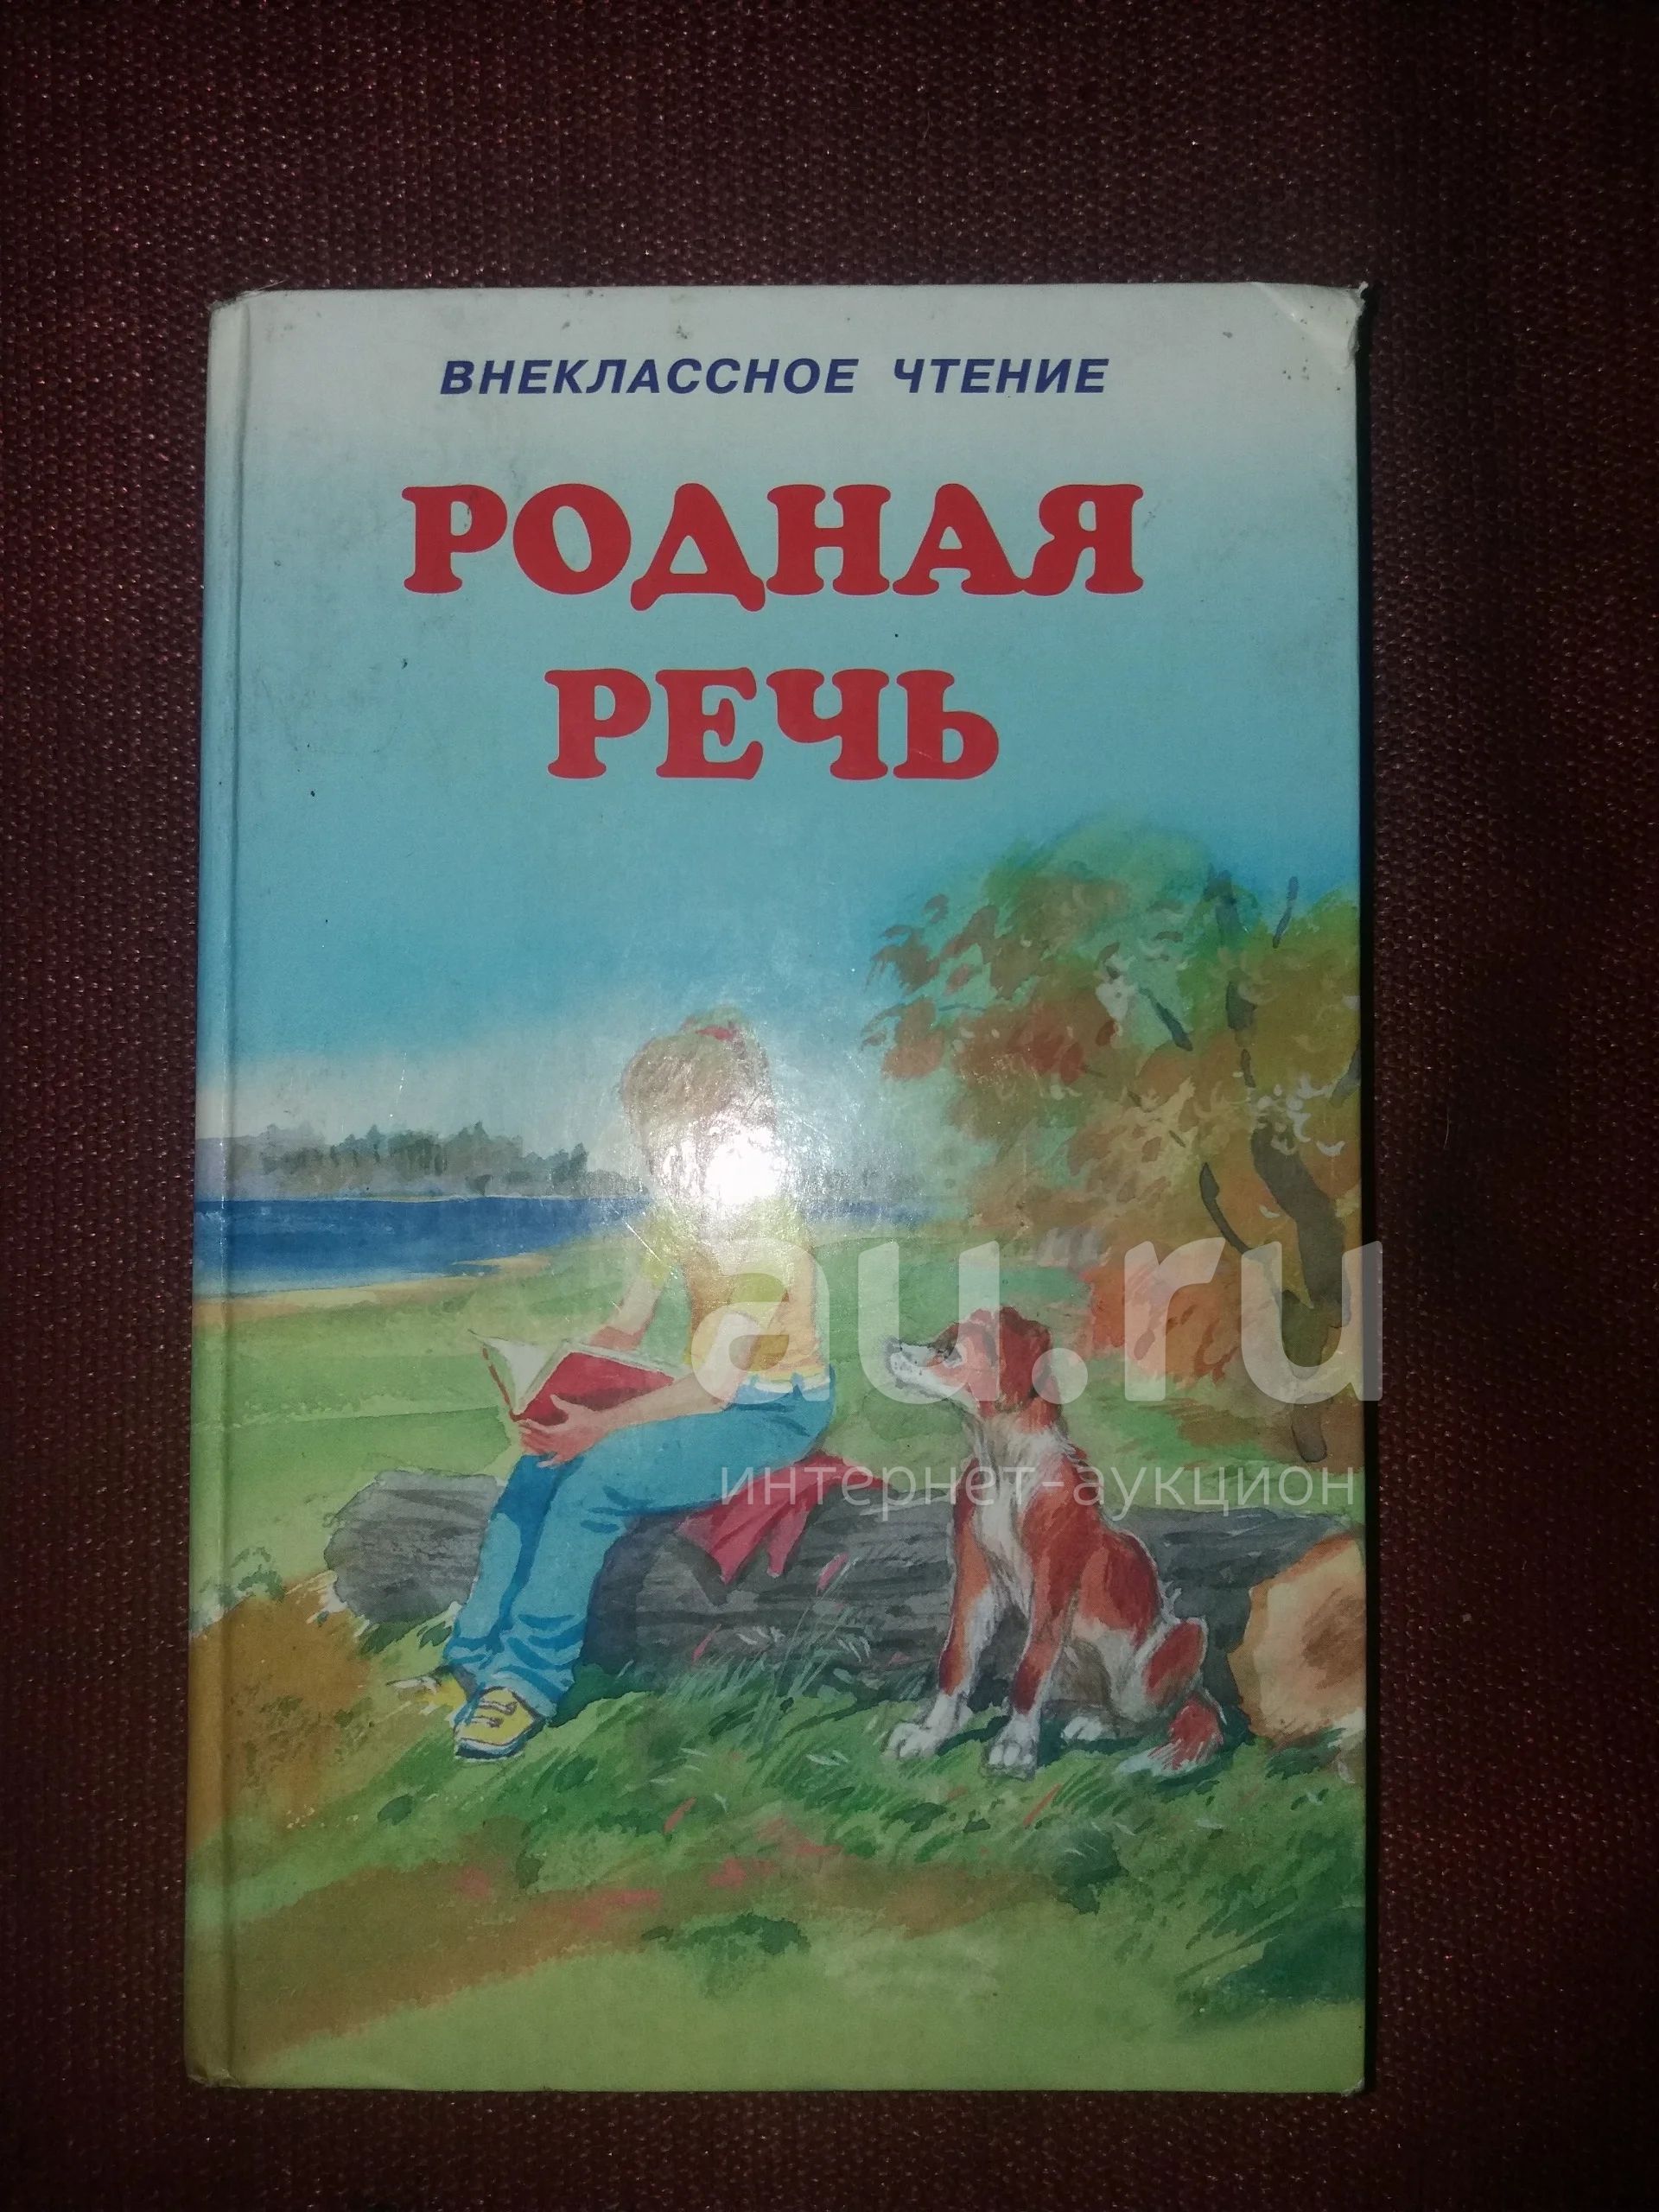 ВНЕКЛАССНОЕ ЧТЕНИЕ
РОДНАЯ
РЕЧЬ
au.ru
интернет-аукцион